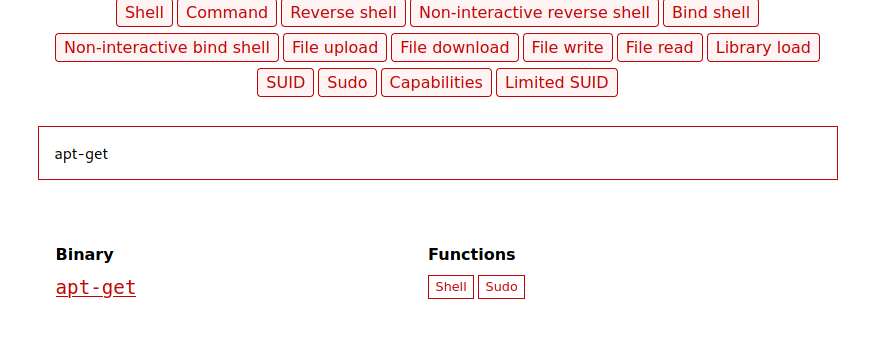 Shell Command Reverse shell Non-interactive reverse shell Bind shell
Non-interactive bind shell File upload File download File write File read Library load
SUID Sudo Capabilities Limited SUID
apt-get
Binary Functions
apt-get Shell Sudo